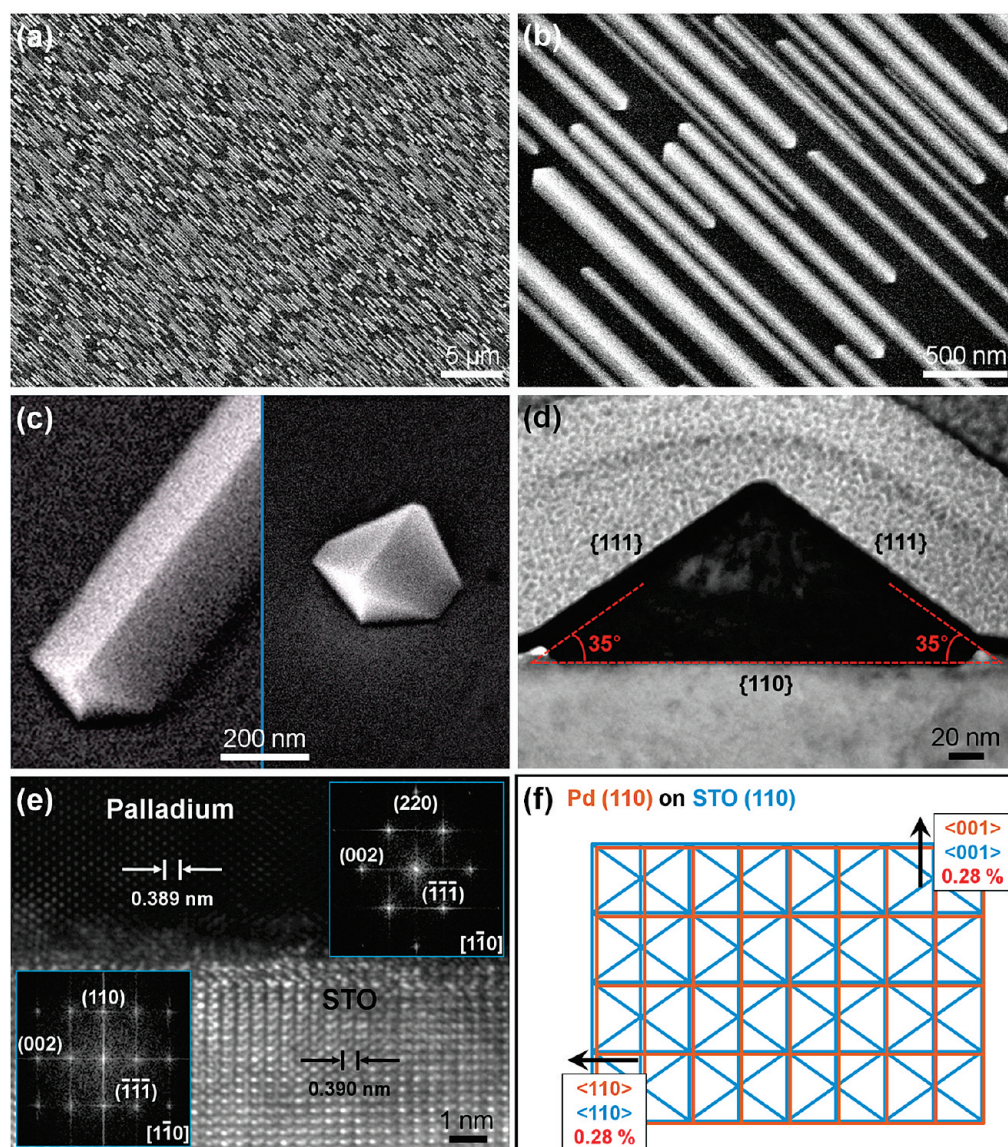 (a)
5 µm
(b)
500 nm
(c)
200 nm
(d)
{111}
{111}
35°
35°
{110}
20 nm
(e)
Palladium
0.389 nm
(220)
(002)
(1̅1̅1̅)
[11̅0]
STO
0.390 nm
1 nm
(110)
(002)
(1̅1̅1̅)
[11̅0]
(f) Pd (110) on STO (110)
<001>
<001>
0.28 %
<110>
<110>
0.28 %